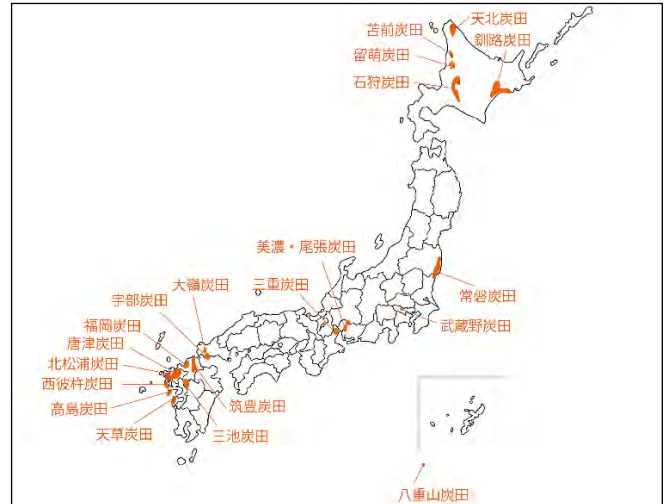 天北炭田
苫前炭田
釧路炭田
留萌炭田
石狩炭田
美濃・尾張炭田
大嶺炭田
三重炭田
常磐炭田
宇部炭田
武蔵野炭田
福岡炭田
唐津炭田
北松浦炭田
西彼杵炭田
筑豊炭田
高島炭田
天草炭田
三池炭田
八重山炭田